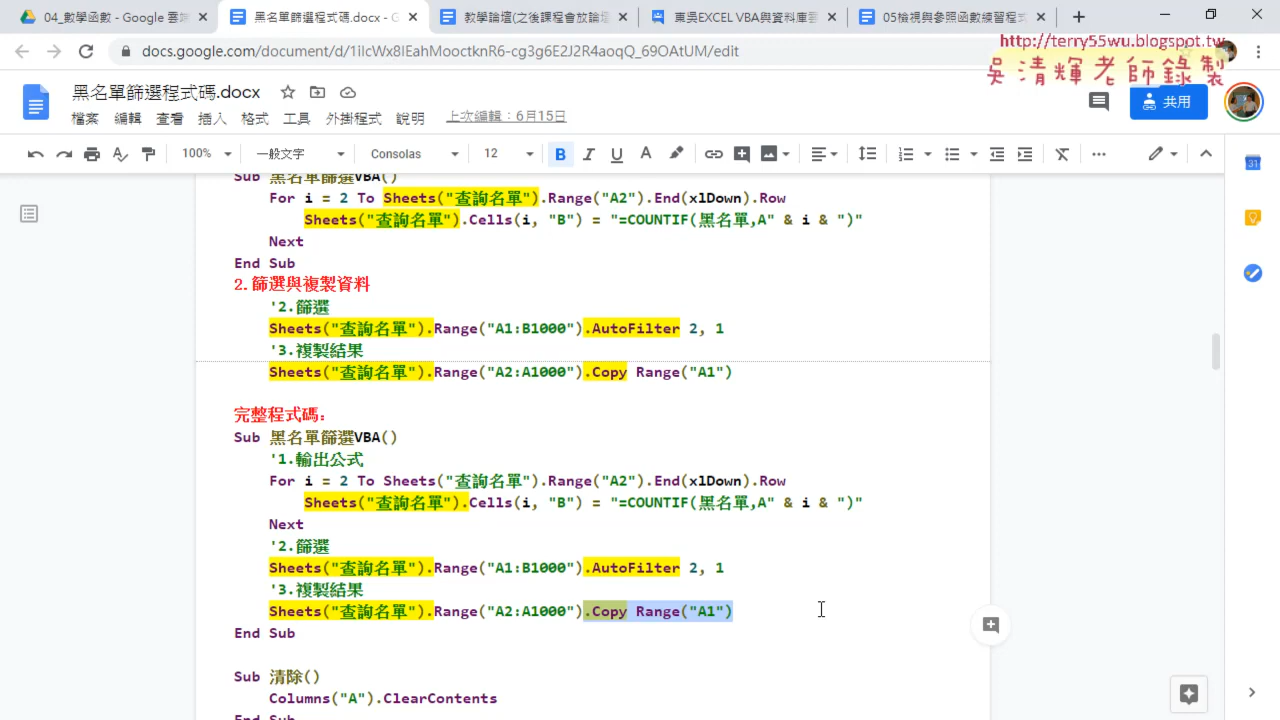 04_數學函數 - Google 雲端
黑名單篩選程式碼.docx - G
教學論壇(之後課程會放論壇
東吳EXCEL VBA與資料庫雲
05檢視與參照函數練習程式
docs.google.com/document/d/1iIcWx8IEahMooctknR6-cg3g6E2J2R4aoqQ_69OAtUM/edit
http://terry55wu.blogspot.tw
吳清輝老師錄製
黑名單篩選程式碼.docx
共用
檔案 編輯 查看 插入 格式 工具 外掛程式 說明 上次編輯：6月15日
100% 一般文字 Consolas 12 B I U A
31
Sub 黑名單篩選VBA()
For i = 2 To Sheets("查詢名單").Range("A2").End(xlDown).Row
Sheets("查詢名單").Cells(i, "B") = "=COUNTIF(黑名單,A" & i & ")"
Next
End Sub
2.篩選與複製資料
'2.篩選
Sheets("查詢名單").Range("A1:B1000").AutoFilter 2, 1
'3.複製結果
Sheets("查詢名單").Range("A2:A1000").Copy Range("A1")
完整程式碼：
Sub 黑名單篩選VBA()
'1.輸出公式
For i = 2 To Sheets("查詢名單").Range("A2").End(xlDown).Row
Sheets("查詢名單").Cells(i, "B") = "=COUNTIF(黑名單,A" & i & ")"
Next
'2.篩選
Sheets("查詢名單").Range("A1:B1000").AutoFilter 2, 1
'3.複製結果
Sheets("查詢名單").Range("A2:A1000").Copy Range("A1")
End Sub
Sub 清除()
Columns("A").ClearContents
End Sub